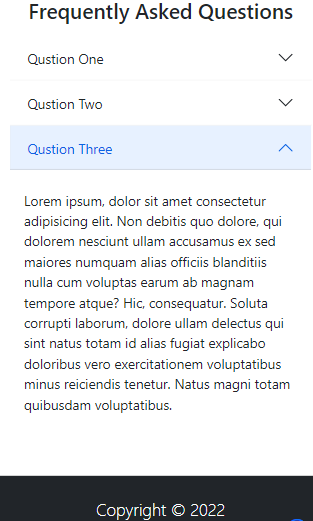 Frequently Asked Questions
Qustion One
Qustion Two
Qustion Three
Lorem ipsum, dolor sit amet consectetur
adipisicing elit. Non debitis quo dolore, qui
dolorem nesciunt ullam accusamus ex sed
maiores numquam alias officiis blanditiis
nulla cum voluptas earum ab magnam
tempore atque? Hic, consequatur. Soluta
corrupti laborum, dolore ullam delectus qui
sint natus totam id alias fugiat explicabo
doloribus vero exercitationem voluptatibus
minus reiciendis tenetur. Natus magni totam
quibusdam voluptatibus.
Copyright © 2022